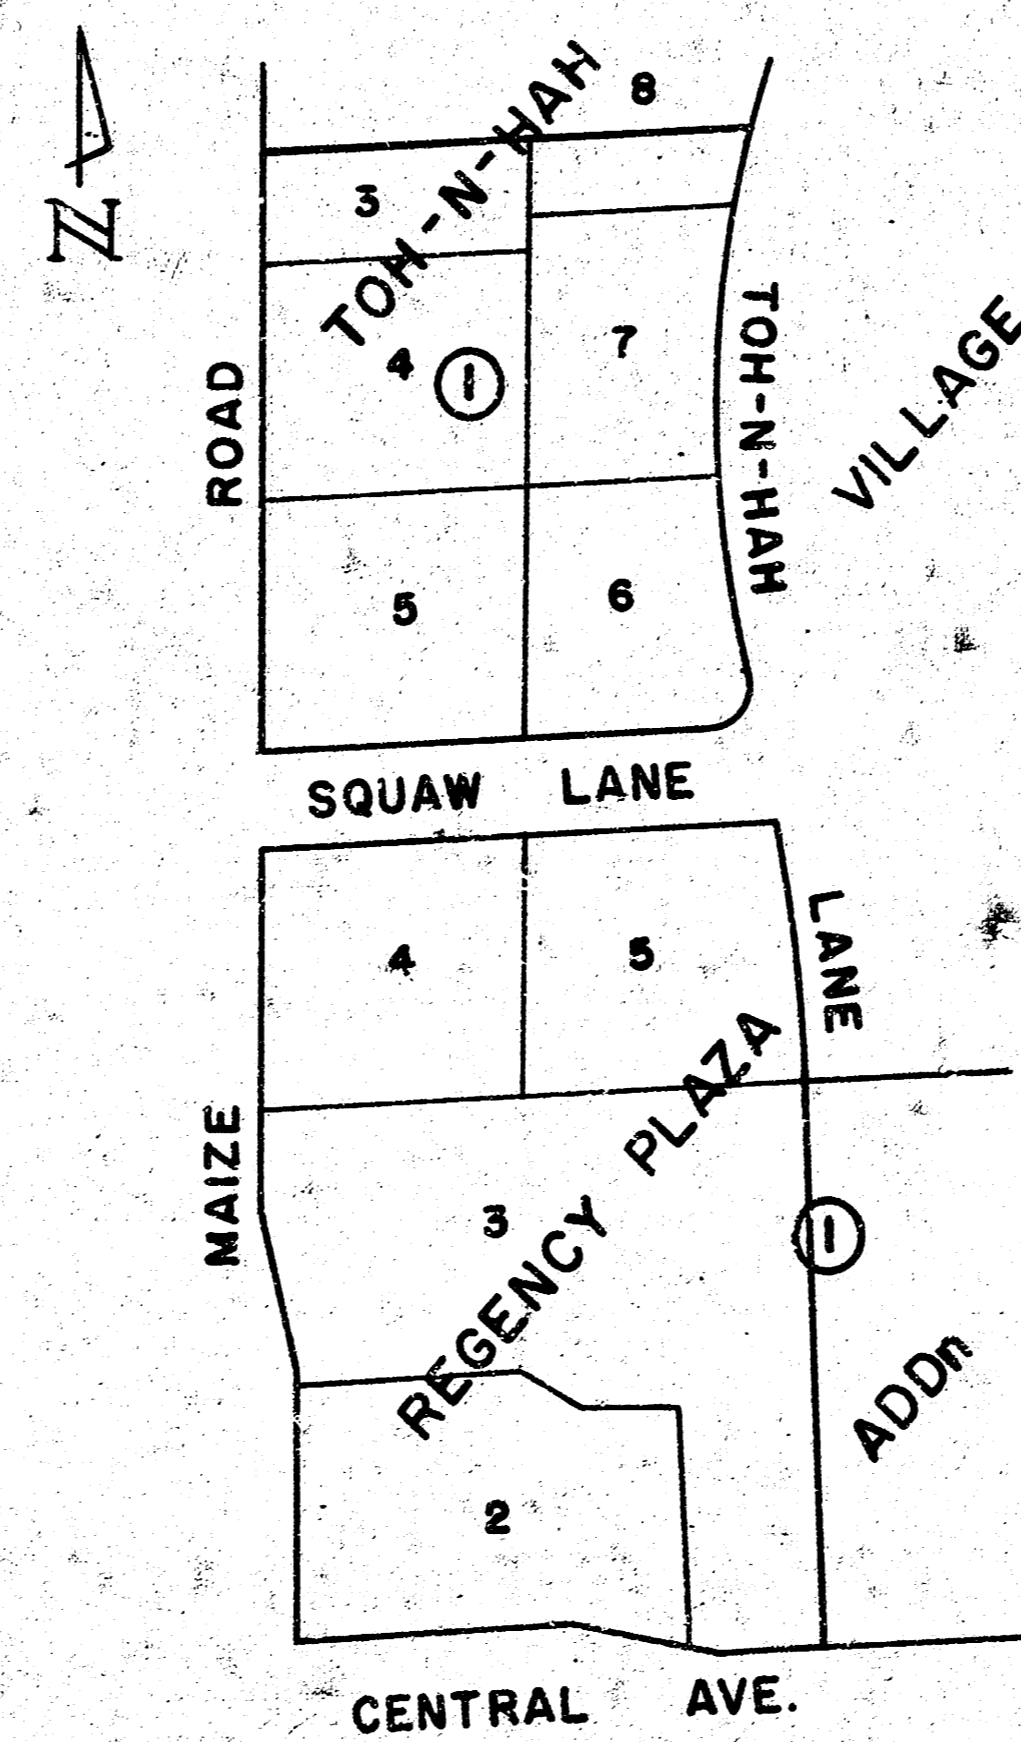 N
TOH-N-HAH
VILLAGE
8
3
4
1
7
5
6
ROAD
TOH-N-HAH
SQUAW LANE
LANE
4
5
MAIZE
3
1
REGENCY PLAZA
ADDn
2
CENTRAL AVE.